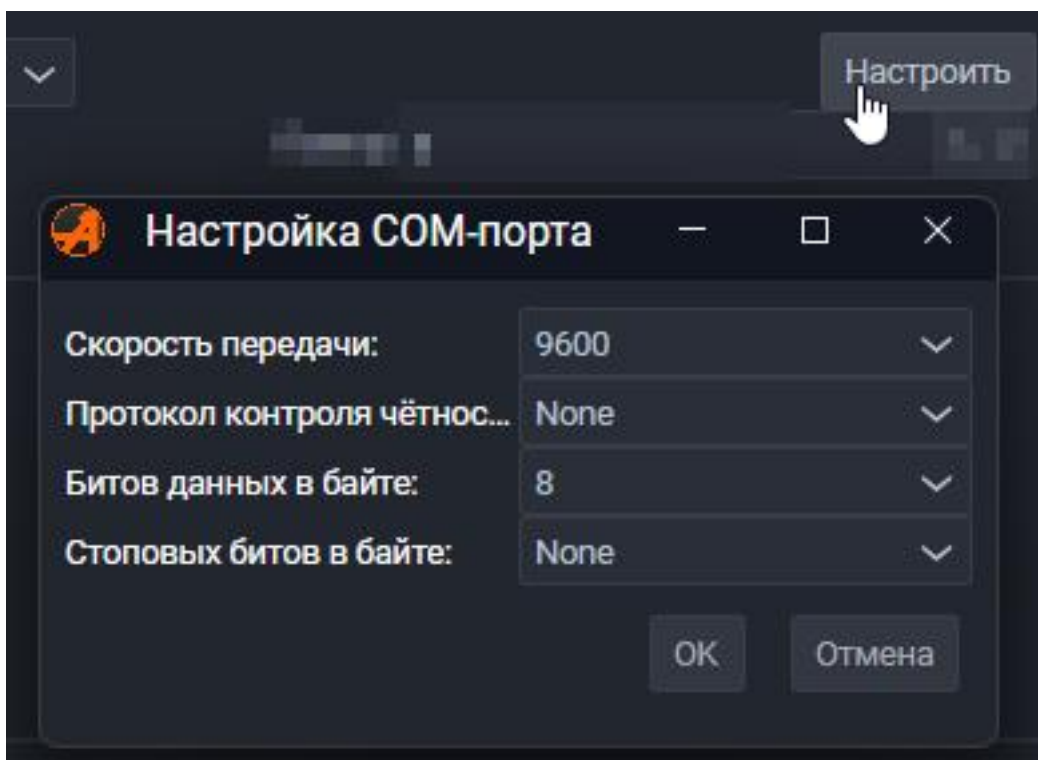 Настроить
Настройка COM-порта
Скорость передачи: 9600
Протокол контроля чётнос... None
Битов данных в байте: 8
Стоповых битов в байте: None
OK Отмена